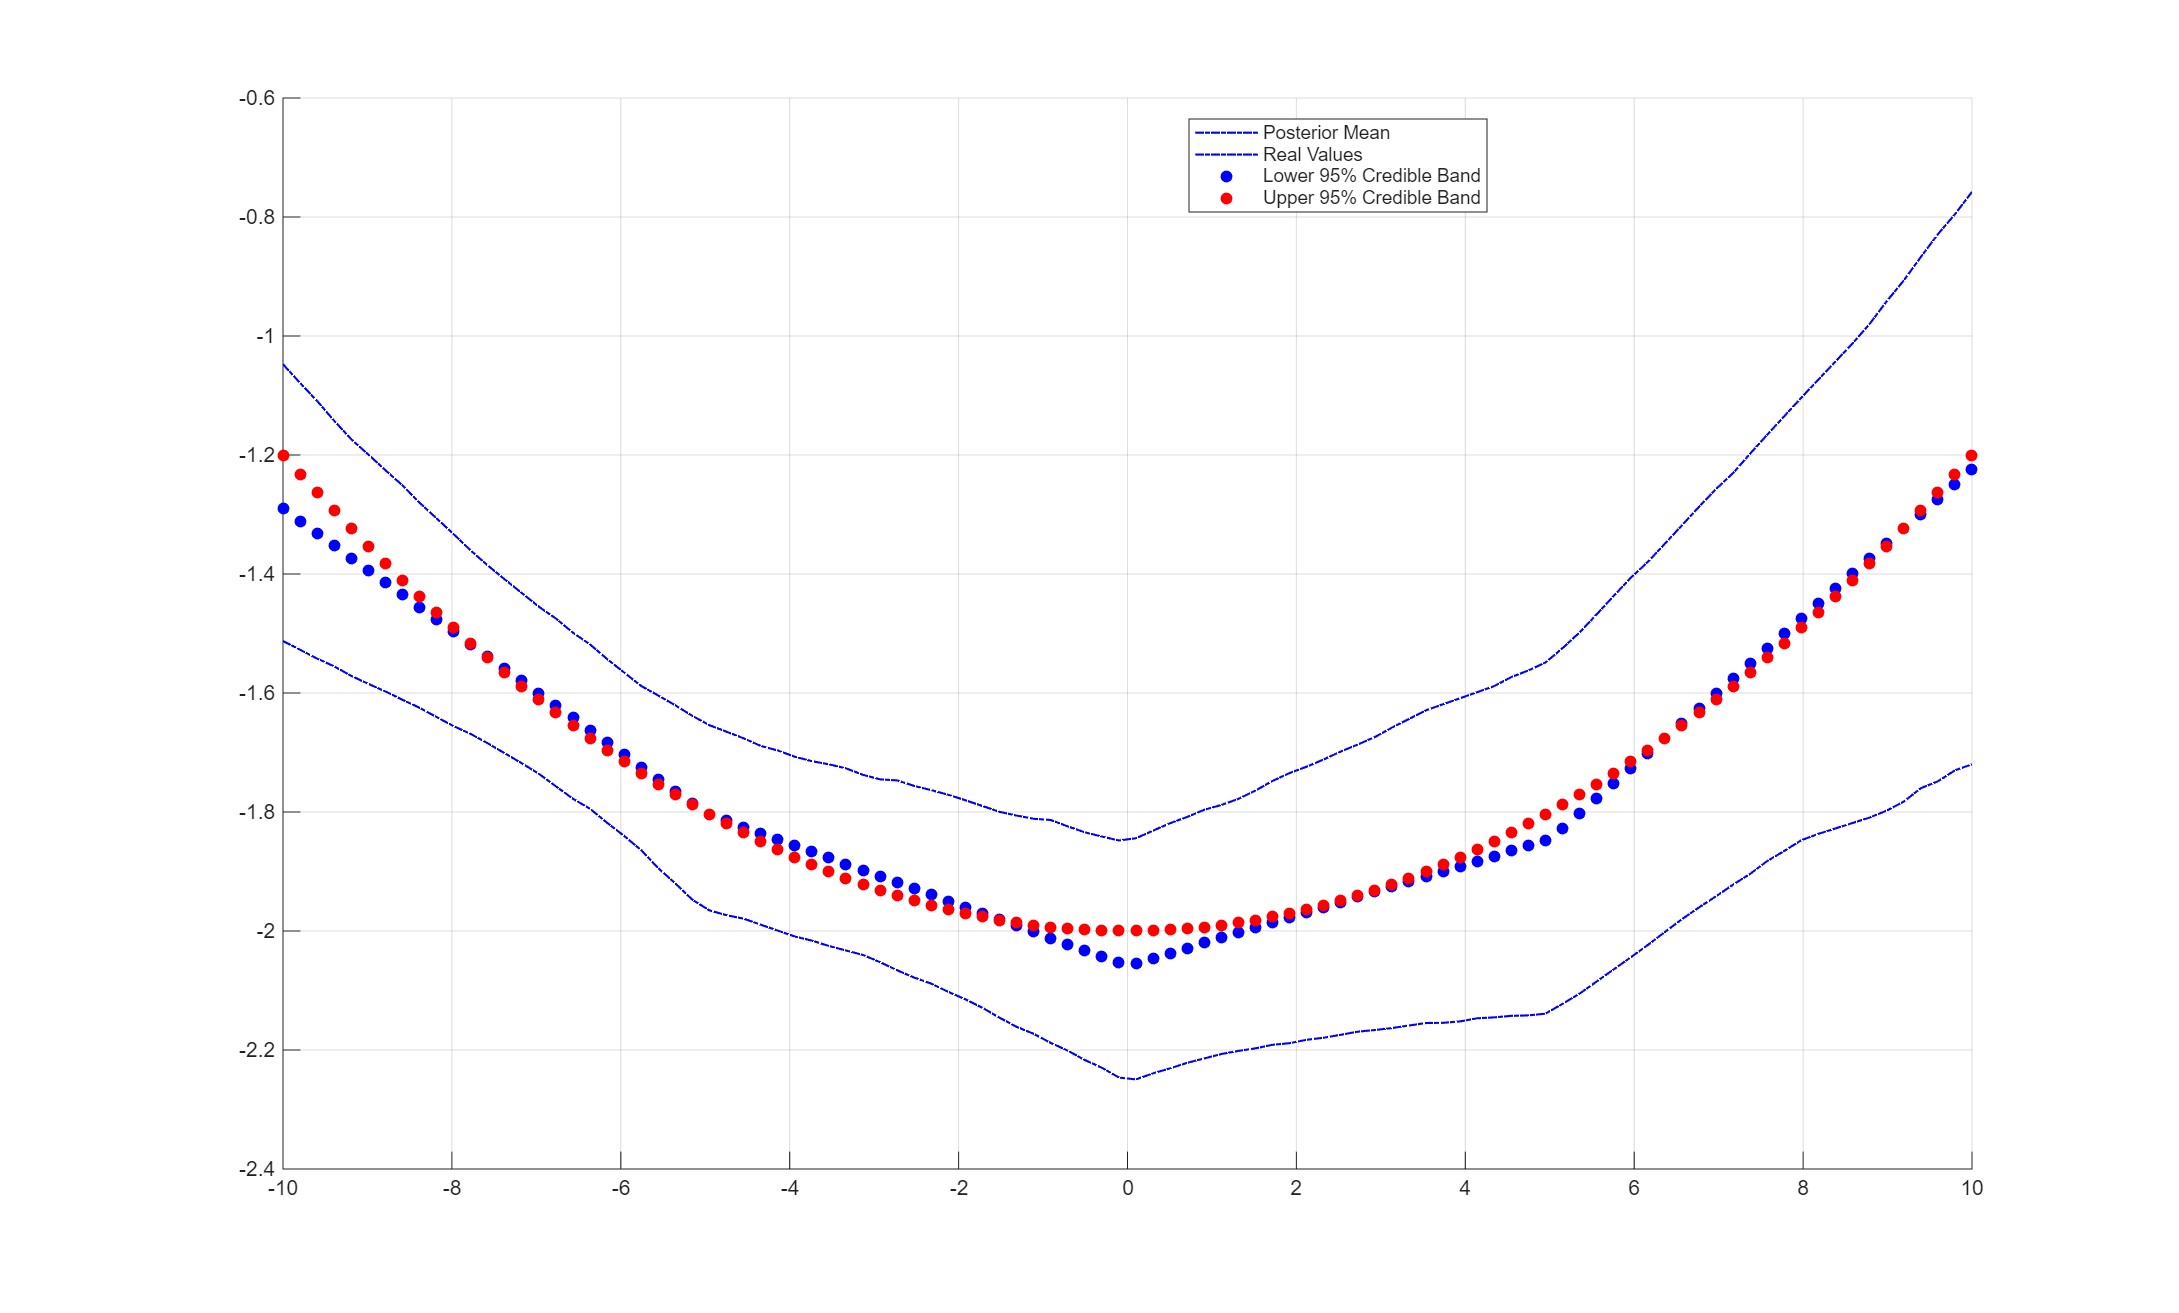 -0.6
-0.8
-1
-1.2
-1.4
-1.6
-1.8
-2
-2.2
-2.4
Posterior Mean
Real Values
Lower 95% Credible Band
Upper 95% Credible Band
-10 -8 -6 -4 -2 0 2 4 6 8 10